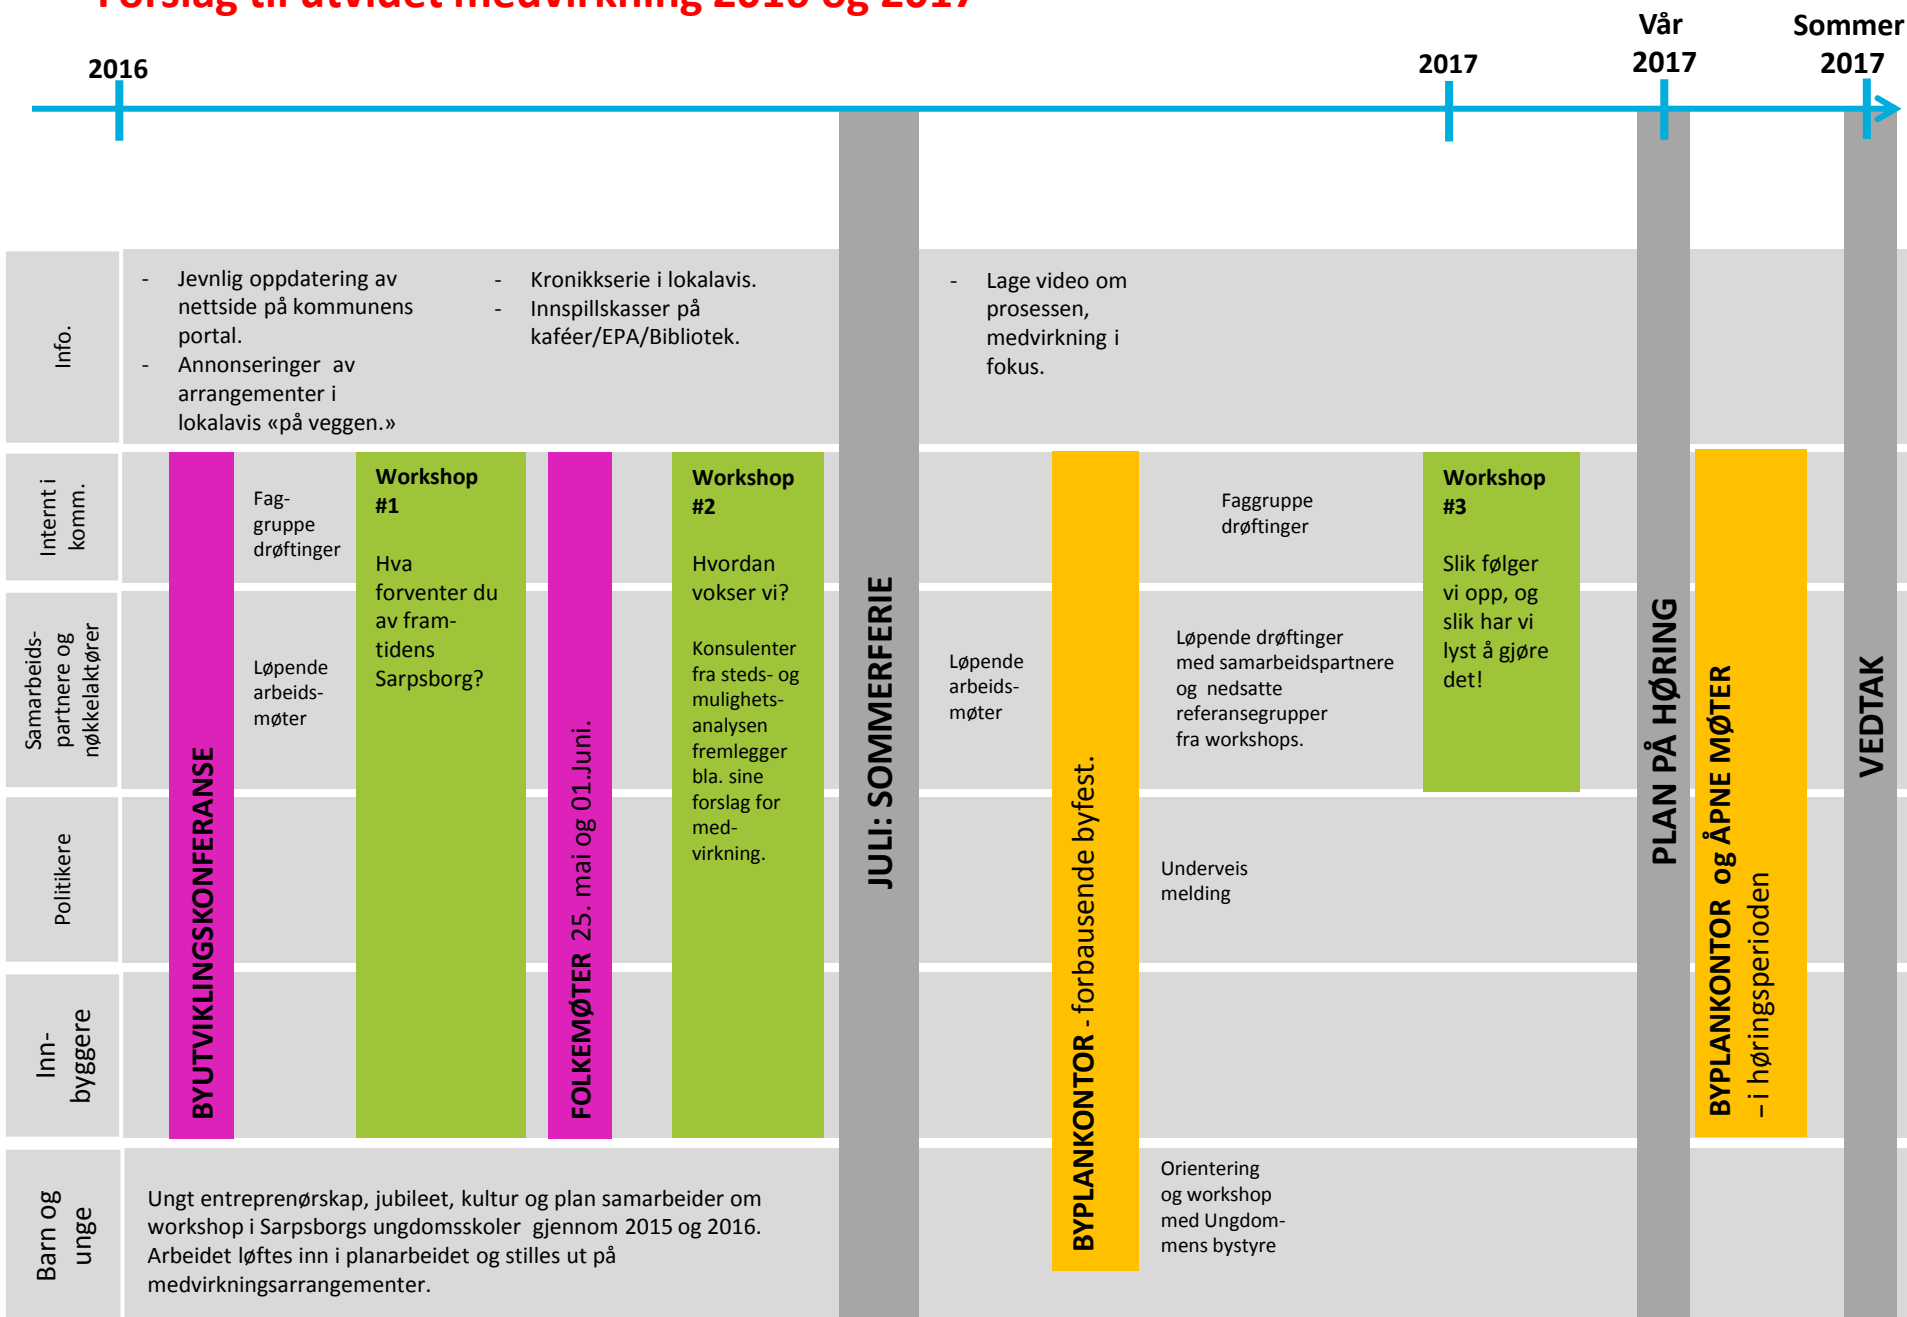 Forslag til utvidet medvirkning 2016 og 2017
2016
2017
Vår
2017
Sommer
2017
Info.
- Jevnlig oppdatering av
nettside på kommunens
portal.
- Annonseringer av
arrangementer i
lokalavis «på veggen.»
- Kronikkserie i lokalavis.
- Innspillskasser på
kaféer/EPA/Bibliotek.
- Lage video om
prosessen,
medvirkning i
fokus.
Internt i
komm.
Samarbeids-
partnere og
nøkkelaktører
Politikere
Inn-
byggere
Barn og
unge
BYUTVIKLINGSKONFERANSE
Fag-
gruppe
drøftinger
Løpende
arbeids-
møter
Workshop
#1
Hva
forventer du
av fram-
tidens
Sarpsborg?
FOLKEMØTER 25. mai og 01.Juni.
Workshop
#2
Hvordan
vokser vi?
Konsulenter
fra steds- og
mulighets-
analysen
fremlegger
bla. sine
forslag for
med-
virkning.
JULI: SOMMERFERIE
Løpende
arbeids-
møter
BYPLANKONTOR - forbausende byfest.
Faggruppe
drøftinger
Løpende drøftinger
med samarbeidspartnere
og nedsatte
referansegrupper
fra workshops.
Underveis
melding
Orientering
og workshop
med Ungdom-
mens bystyre
Workshop
#3
Slik følger
vi opp, og
slik har vi
lyst å gjøre
det!
PLAN PÅ HØRING
BYPLANKONTOR og ÅPNE MØTER
– i høringsperioden
VEDTAK
Ungt entreprenørskap, jubileet, kultur og plan samarbeider om
workshop i Sarpsborgs ungdomsskoler gjennom 2015 og 2016.
Arbeidet løftes inn i planarbeidet og stilles ut på
medvirkningsarrangementer.